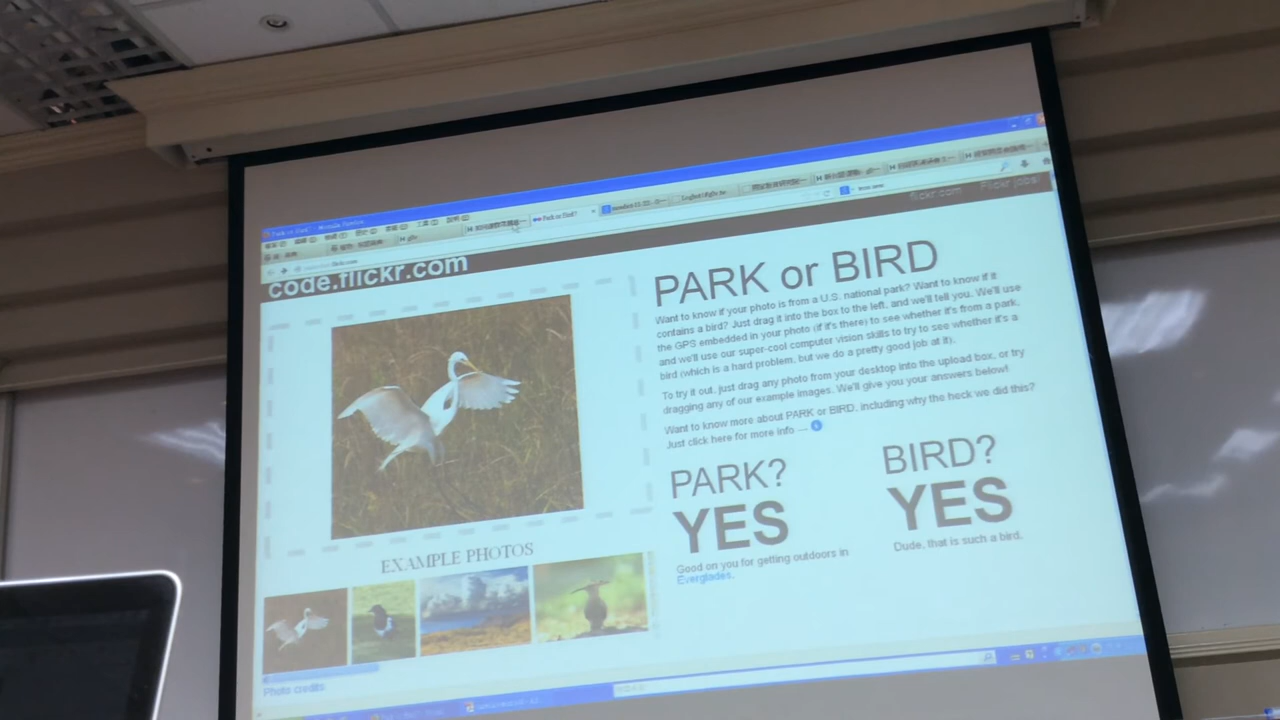 Park or Bird?
flickr.com
Flickr jobs
code.flickr.com
PARK or BIRD
Want to know if your photo is from a U.S. national park? Want to know if it
contains a bird? Just drag it into the box to the left, and we'll tell you. We'll use
the GPS embedded in your photo (if it's there) to see whether it's from a park,
and we'll use our super-cool computer vision skills to try to see whether it's a
bird (which is a hard problem, but we do a pretty good job at it).
To try it out, just drag any photo from your desktop into the upload box, or try
dragging any of our example images. We'll give you your answers below!
Want to know more about PARK or BIRD, including why the heck we did this?
Just click here for more info →
PARK?
YES
Good on you for getting outdoors in
Everglades.
BIRD?
YES
Dude, that is such a bird.
EXAMPLE PHOTOS
Photo credits